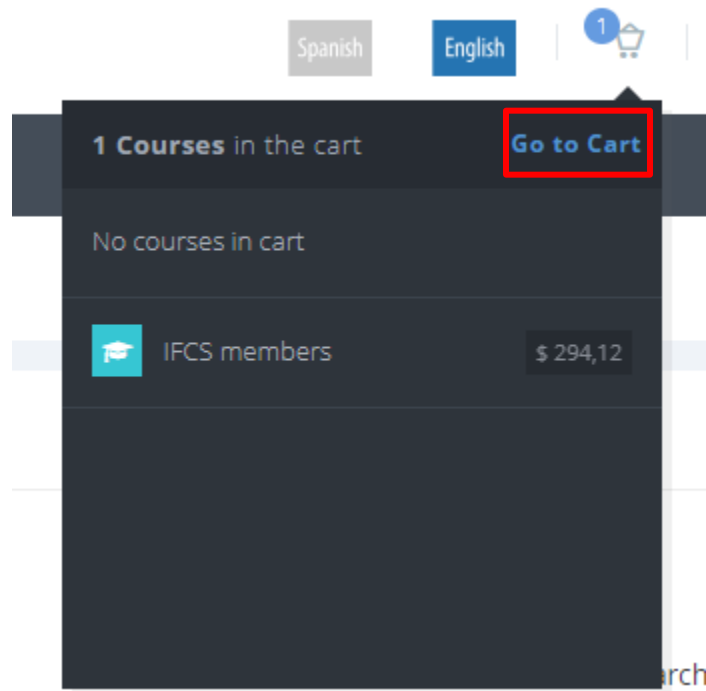 Spanish English 1
1 Courses in the cart Go to Cart
No courses in cart
IFCS members $ 294,12